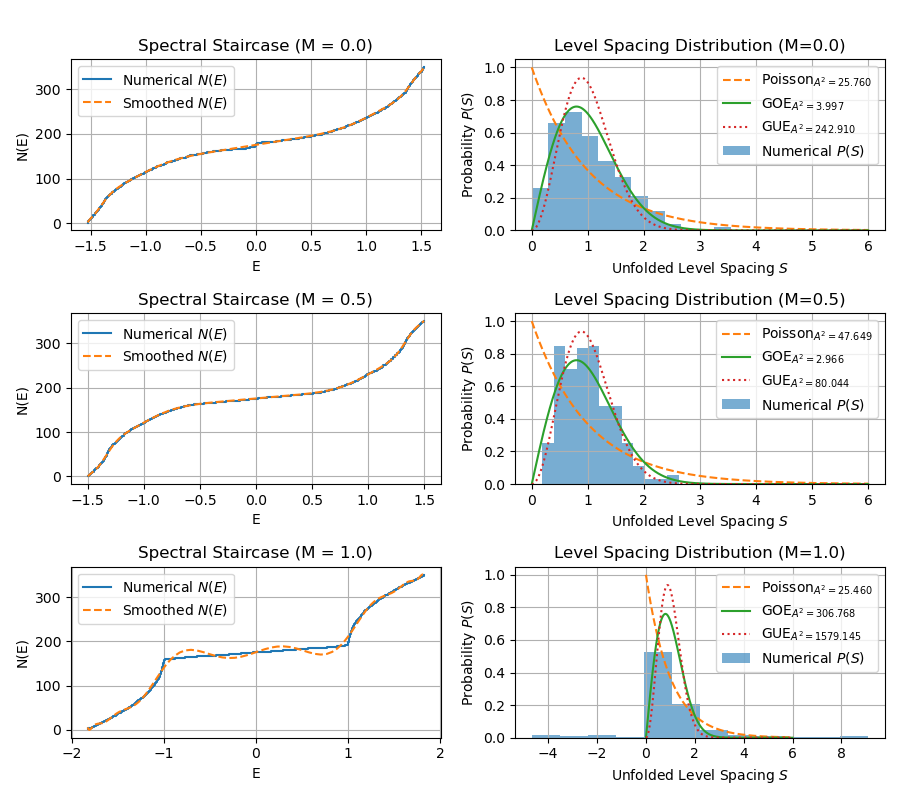 Spectral Staircase (M = 0.0)
N(E)
300
200
100
0
Numerical N(E)
Smoothed N(E)
−1.5 −1.0 −0.5 0.0 0.5 1.0 1.5
E
Level Spacing Distribution (M=0.0)
Probability P(S)
1.0
0.8
0.6
0.4
0.2
0.0
Poisson_{A² = 25.760}
GOE_{A² = 3.997}
GUE_{A² = 242.910}
Numerical P(S)
0 1 2 3 4 5 6
Unfolded Level Spacing S
Spectral Staircase (M = 0.5)
N(E)
300
200
100
0
Numerical N(E)
Smoothed N(E)
−1.5 −1.0 −0.5 0.0 0.5 1.0 1.5
E
Level Spacing Distribution (M=0.5)
Probability P(S)
1.0
0.8
0.6
0.4
0.2
0.0
Poisson_{A² = 47.649}
GOE_{A² = 2.966}
GUE_{A² = 80.044}
Numerical P(S)
0 1 2 3 4 5 6
Unfolded Level Spacing S
Spectral Staircase (M = 1.0)
N(E)
300
200
100
0
Numerical N(E)
Smoothed N(E)
−2 −1 0 1 2
E
Level Spacing Distribution (M=1.0)
Probability P(S)
1.0
0.8
0.6
0.4
0.2
0.0
Poisson_{A² = 25.460}
GOE_{A² = 306.768}
GUE_{A² = 1579.145}
Numerical P(S)
−4 −2 0 2 4 6 8
Unfolded Level Spacing S